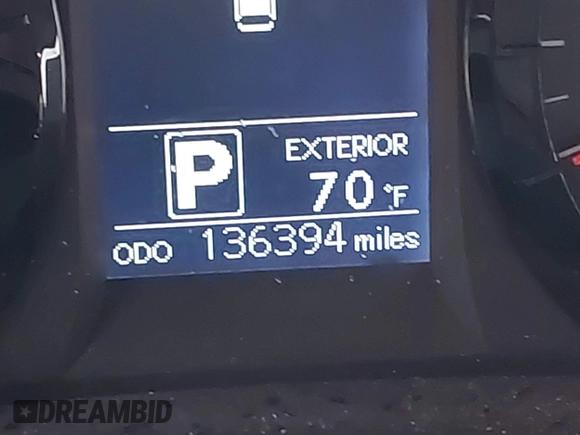 EXTERIOR
P 70 °F
ODO 136394 miles
DREAMBID